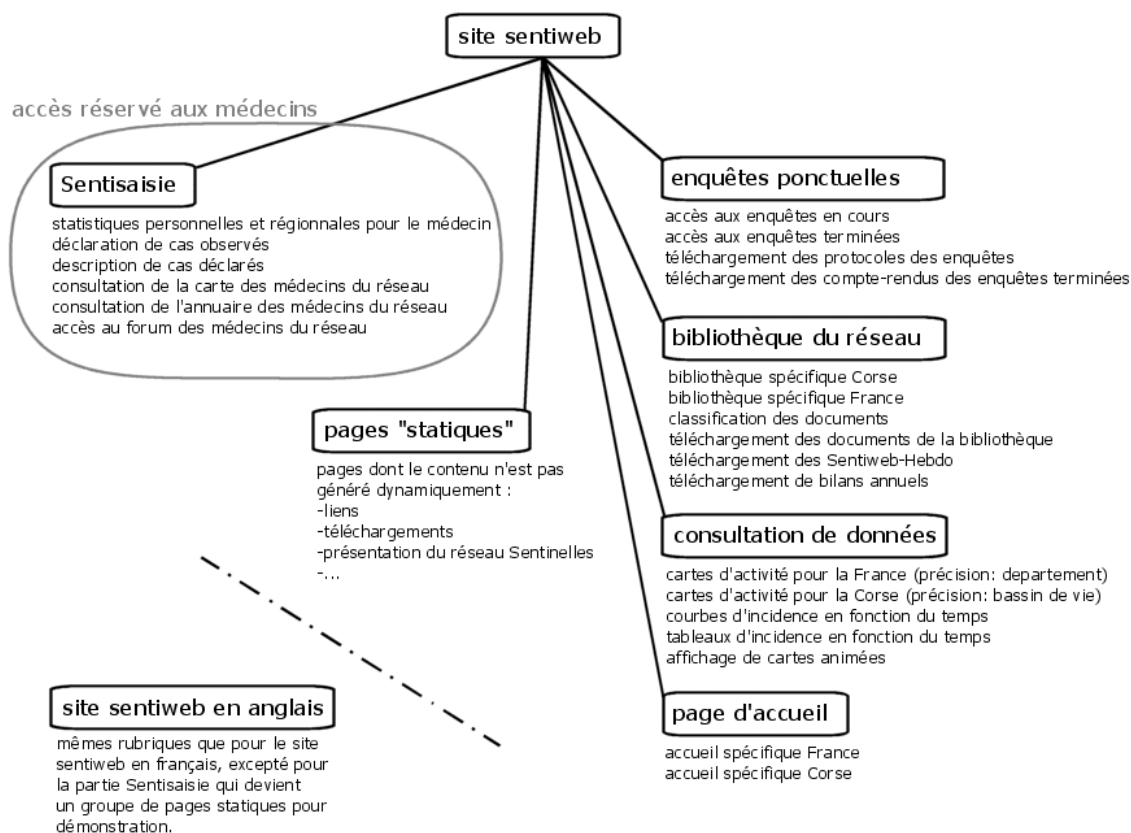 site sentiweb
accès réservé aux médecins
Sentisaisie
statistiques personnelles et régionnales pour le médecin
déclaration de cas observés
description de cas déclarés
consultation de la carte des médecins du réseau
consultation de l'annuaire des médecins du réseau
accès au forum des médecins du réseau
enquêtes ponctuelles
accès aux enquêtes en cours
accès aux enquêtes terminées
téléchargement des protocoles des enquêtes
téléchargement des compte-rendus des enquêtes terminées
bibliothèque du réseau
bibliothèque spécifique Corse
bibliothèque spécifique France
classification des documents
téléchargement des documents de la bibliothèque
téléchargement des Sentiweb-Hebdo
téléchargement de bilans annuels
pages "statiques"
pages dont le contenu n'est pas
généré dynamiquement :
-liens
-téléchargements
-présentation du réseau Sentinelles
-...
consultation de données
cartes d'activité pour la France (précision: departement)
cartes d'activité pour la Corse (précision: bassin de vie)
courbes d'incidence en fonction du temps
tableaux d'incidence en fonction du temps
affichage de cartes animées
page d'accueil
accueil spécifique France
accueil spécifique Corse
site sentiweb en anglais
mêmes rubriques que pour le site
sentiweb en français, excepté pour
la partie Sentisaisie qui devient
un groupe de pages statiques pour
démonstration.